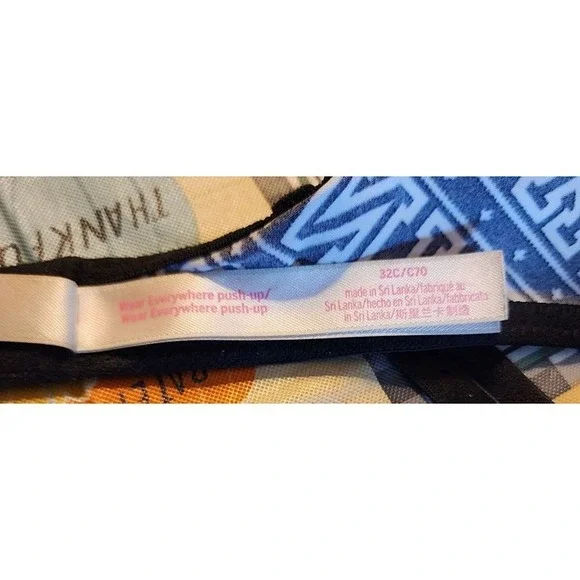 THANKFU
Wear Everywhere push-up/
Wear Everywhere push-up
32C/C70
made in Sri Lanka/fabriqué au
Sri Lanka/hecho en Sri Lanka/fabbricato
in Sri Lanka/斯里兰卡制造